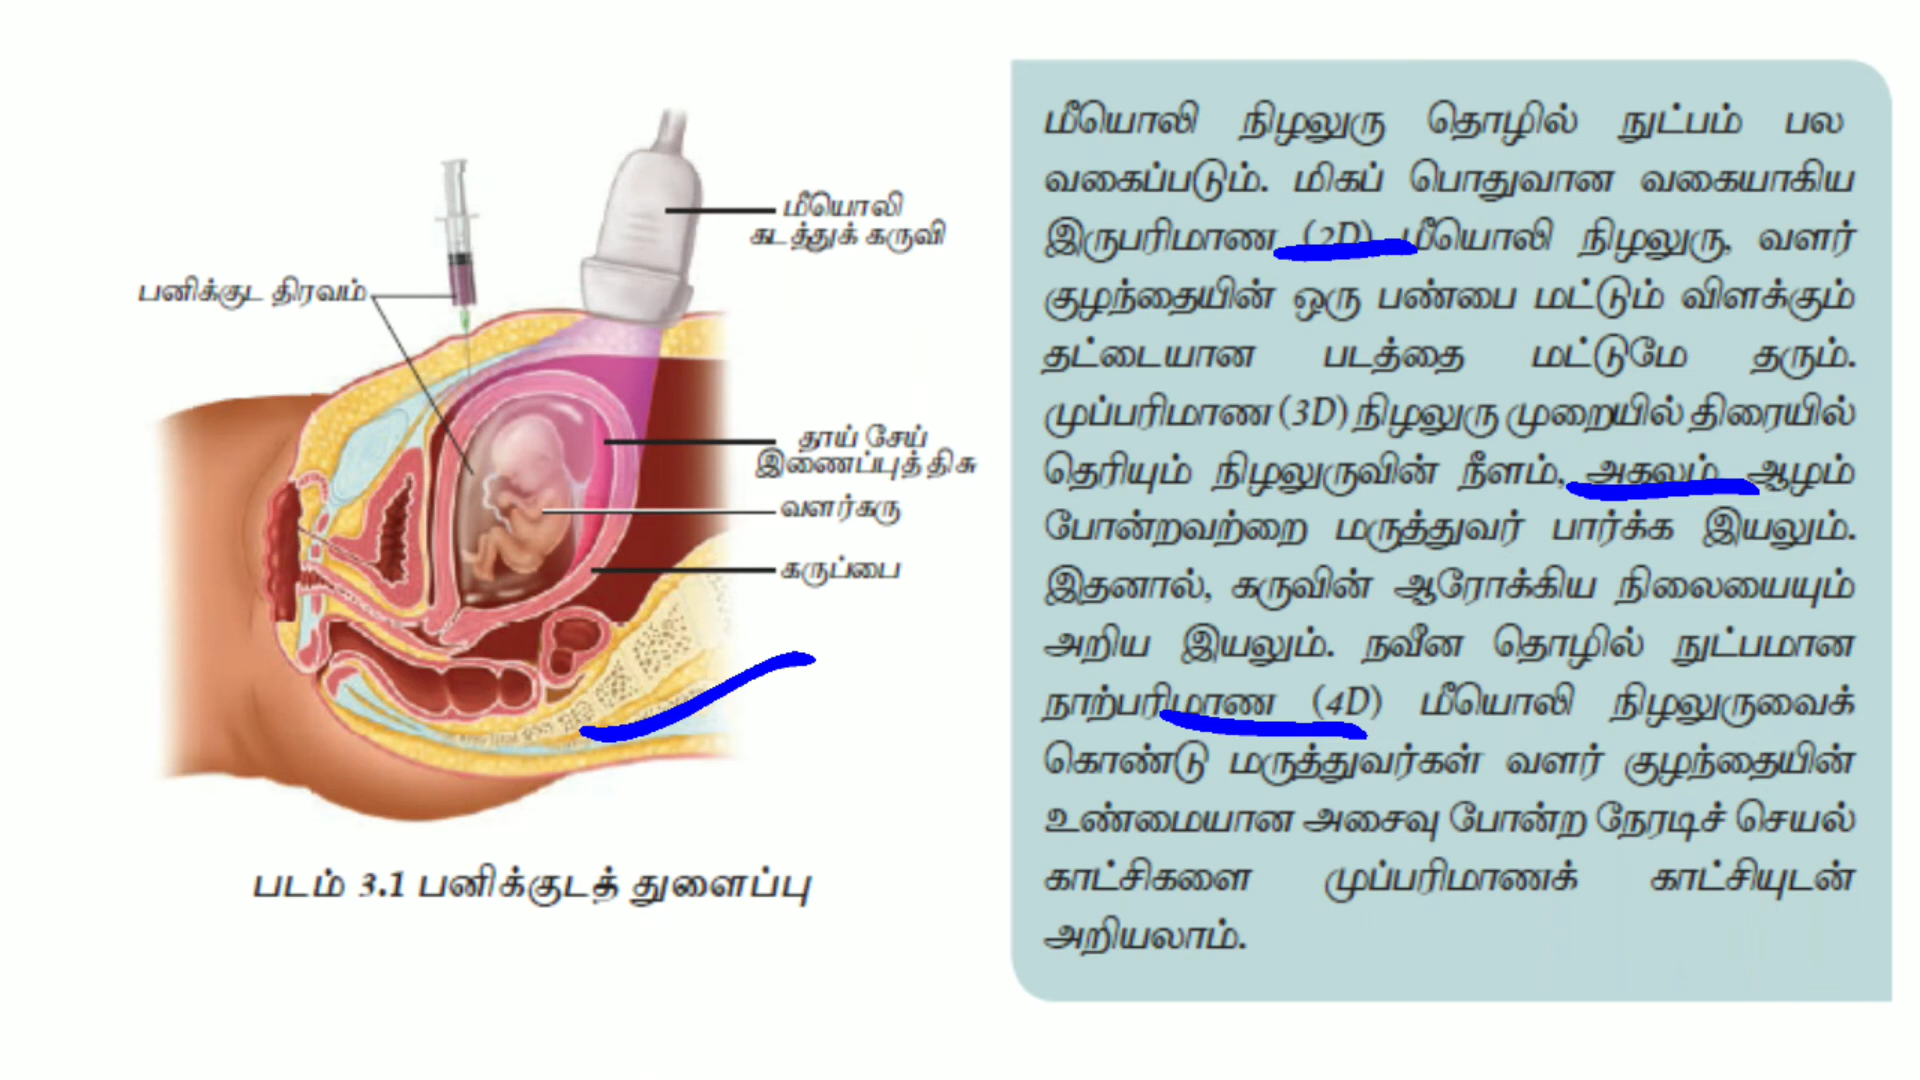 மீயொலி
கடத்துக் கருவி
பனிக்குட திரவம்
தாய் சேய்
இணைப்புத் திசு
வளர்கரு
கருப்பை
படம் 3.1 பனிக்குடத் துளைப்பு
மீயொலி நிழலுரு தொழில் நுட்பம் பல
வகைப்படும். மிகப் பொதுவான வகையாகிய
இருபரிமாண (2D) மீயொலி நிழலுரு, வளர்
குழந்தையின் ஒரு பண்பை மட்டும் விளக்கும்
தட்டையான படத்தை மட்டுமே தரும்.
முப்பரிமாண (3D) நிழலுரு முறையில் திரையில்
தெரியும் நிழலுருவின் நீளம், அகலம் ஆழம்
போன்றவற்றை மருத்துவர் பார்க்க இயலும்.
இதனால், கருவின் ஆரோக்கிய நிலையையும்
அறிய இயலும். நவீன தொழில் நுட்பமான
நாற்பரிமாண (4D) மீயொலி நிழலுருவைக்
கொண்டு மருத்துவர்கள் வளர் குழந்தையின்
உண்மையான அசைவு போன்ற நேரடிச் செயல்
காட்சிகளை முப்பரிமாணக் காட்சியுடன்
அறியலாம்.